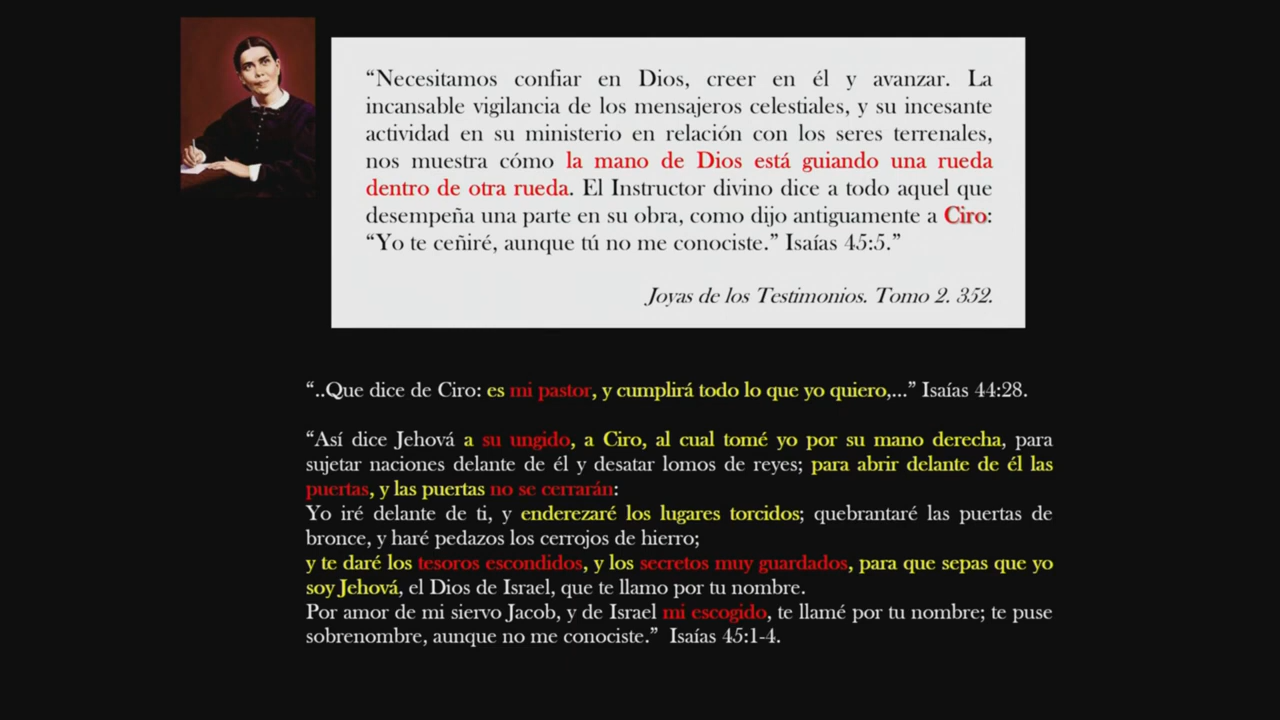 “Necesitamos confiar en Dios, creer en él y avanzar. La
incansable vigilancia de los mensajeros celestiales, y su incesante
actividad en su ministerio en relación con los seres terrenales,
nos muestra cómo la mano de Dios está guiando una rueda
dentro de otra rueda. El Instructor divino dice a todo aquel que
desempeña una parte en su obra, como dijo antiguamente a Ciro:
“Yo te ceñiré, aunque tú no me conociste.” Isaías 45:5.”
Joyas de los Testimonios. Tomo 2. 352.
“..Que dice de Ciro: es mi pastor, y cumplirá todo lo que yo quiero,...” Isaías 44:28.
“Así dice Jehová a su ungido, a Ciro, al cual tomé yo por su mano derecha, para
sujetar naciones delante de él y desatar lomos de reyes; para abrir delante de él las
puertas, y las puertas no se cerrarán:
Yo iré delante de ti, y enderezaré los lugares torcidos; quebrantaré las puertas de
bronce, y haré pedazos los cerrojos de hierro;
y te daré los tesoros escondidos, y los secretos muy guardados, para que sepas que yo
soy Jehová, el Dios de Israel, que te llamo por tu nombre.
Por amor de mi siervo Jacob, y de Israel mi escogido, te llamé por tu nombre; te puse
sobrenombre, aunque no me conociste.” Isaías 45:1-4.